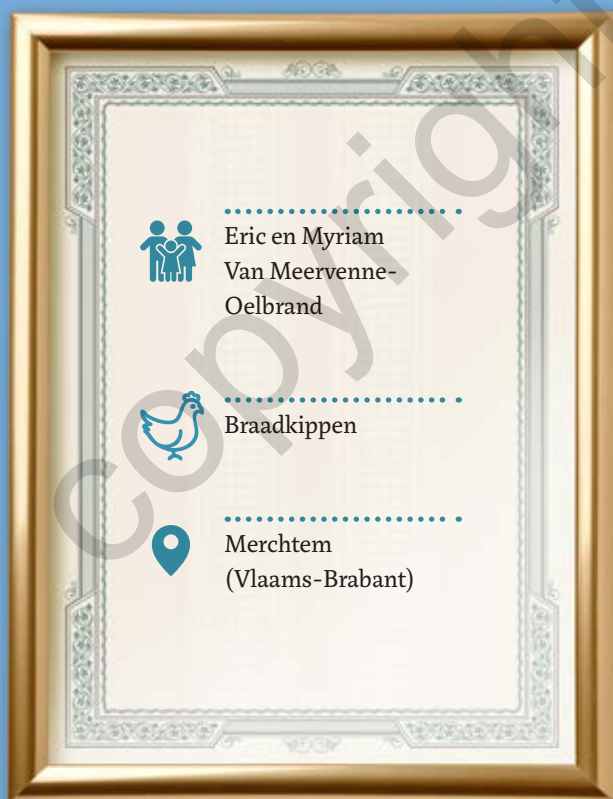 Eric en Myriam
Van Meervenne-
Oelbrand
Braadkippen
Merchtem
(Vlaams-Brabant)
copyright